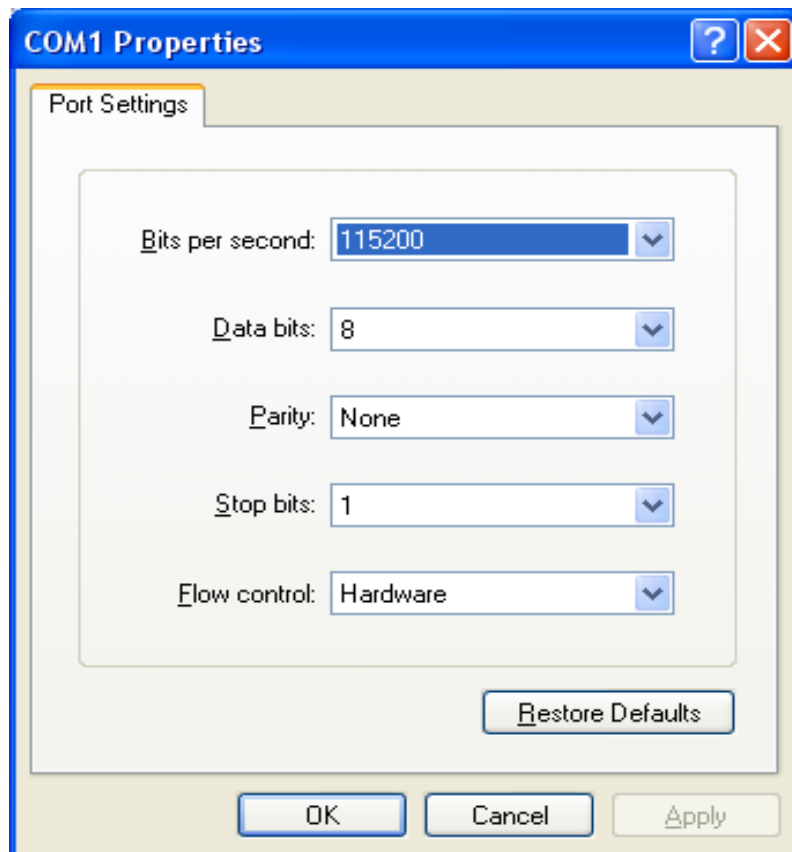 COM1 Properties
Port Settings
Bits per second: 115200
Data bits: 8
Parity: None
Stop bits: 1
Flow control: Hardware
Restore Defaults
OK Cancel Apply